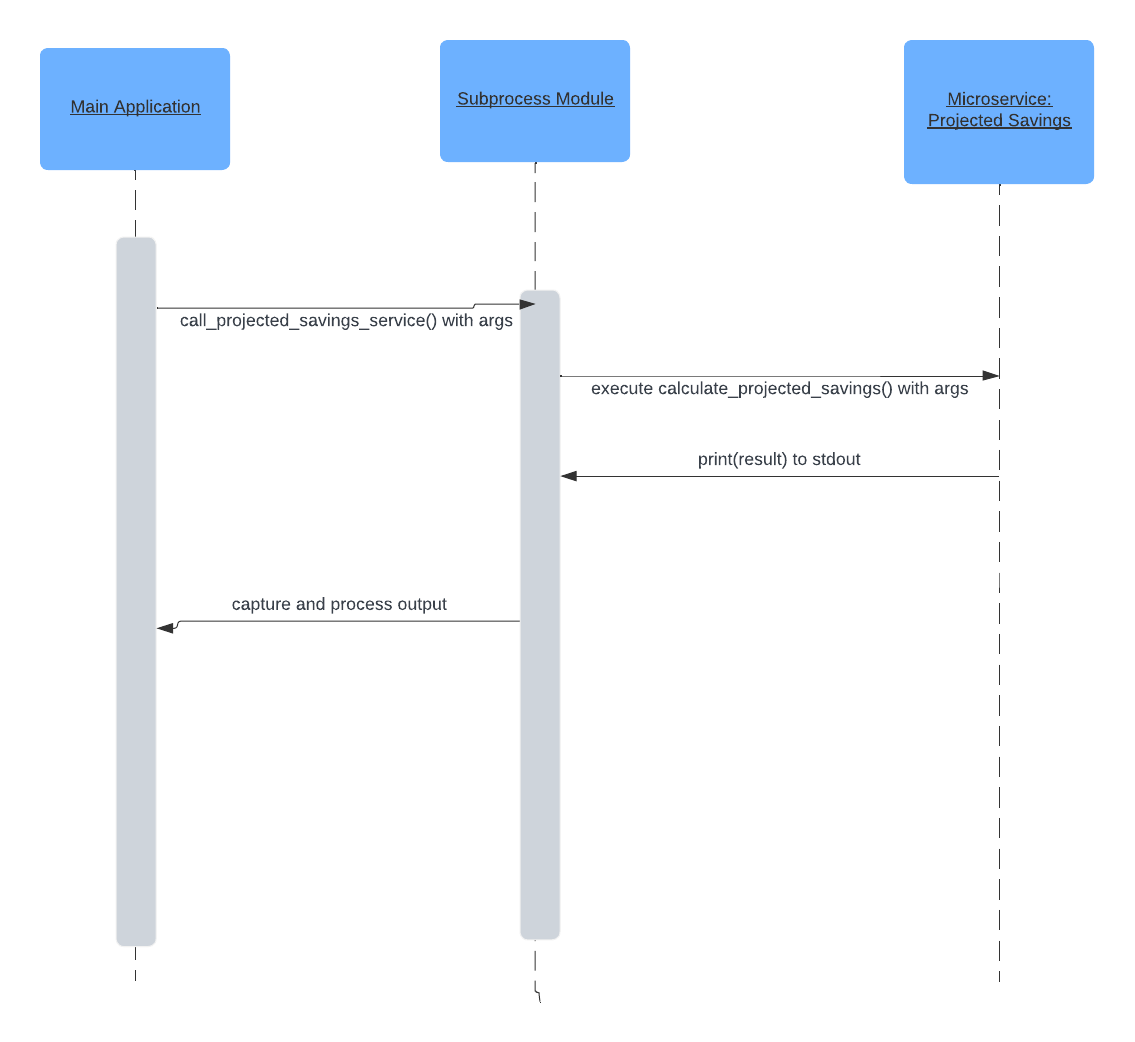 Main Application
Subprocess Module
Microservice:
Projected Savings
call_projected_savings_service() with args
execute calculate_projected_savings() with args
print(result) to stdout
capture and process output